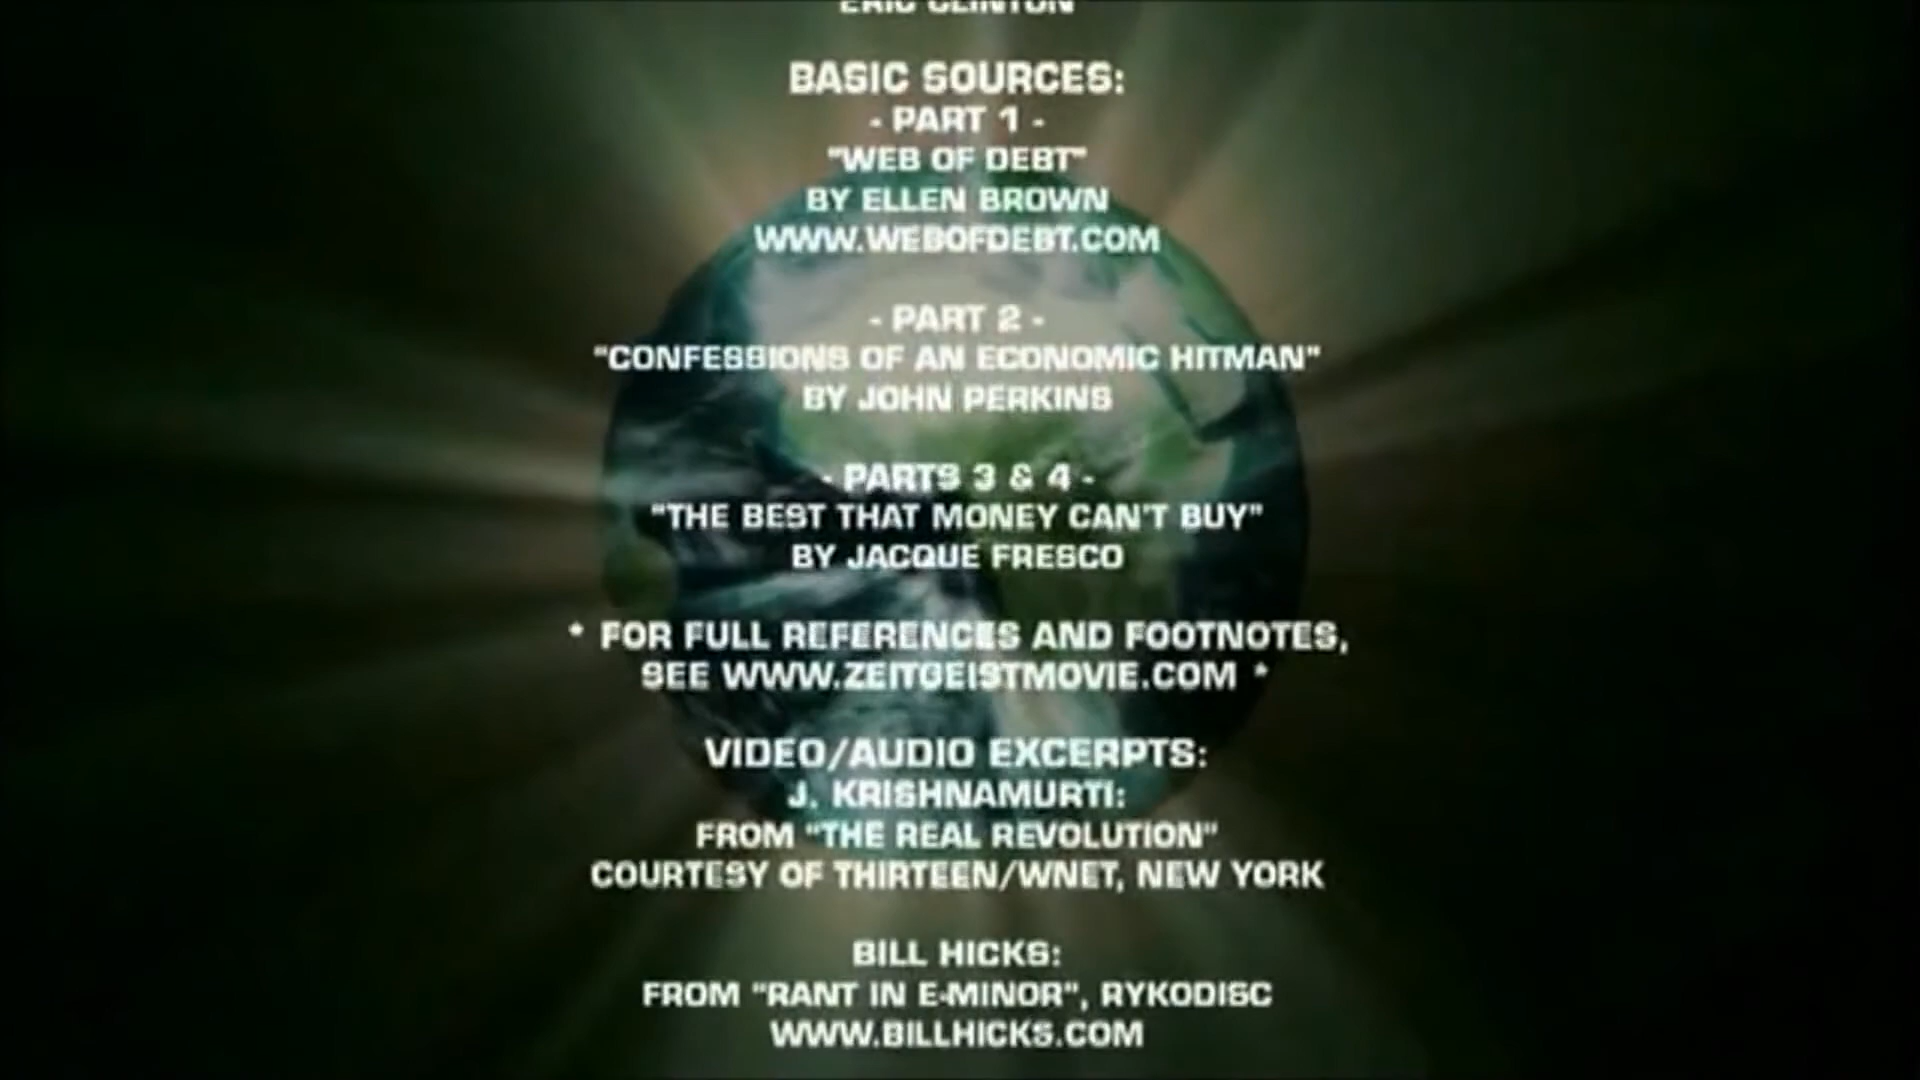 ERIC CLINTON
BASIC SOURCES:
- PART 1 -
"WEB OF DEBT"
BY ELLEN BROWN
WWW.WEBOFDEBT.COM
- PART 2 -
"CONFESSIONS OF AN ECONOMIC HITMAN"
BY JOHN PERKINS
- PARTS 3 & 4 -
"THE BEST THAT MONEY CAN'T BUY"
BY JACQUE FRESCO
* FOR FULL REFERENCES AND FOOTNOTES,
SEE WWW.ZEITGEISTMOVIE.COM *
VIDEO/AUDIO EXCERPTS:
J. KRISHNAMURTI:
FROM "THE REAL REVOLUTION"
COURTESY OF THIRTEEN/WNET, NEW YORK
BILL HICKS:
FROM "RANT IN E-MINOR", RYKODISC
WWW.BILLHICKS.COM